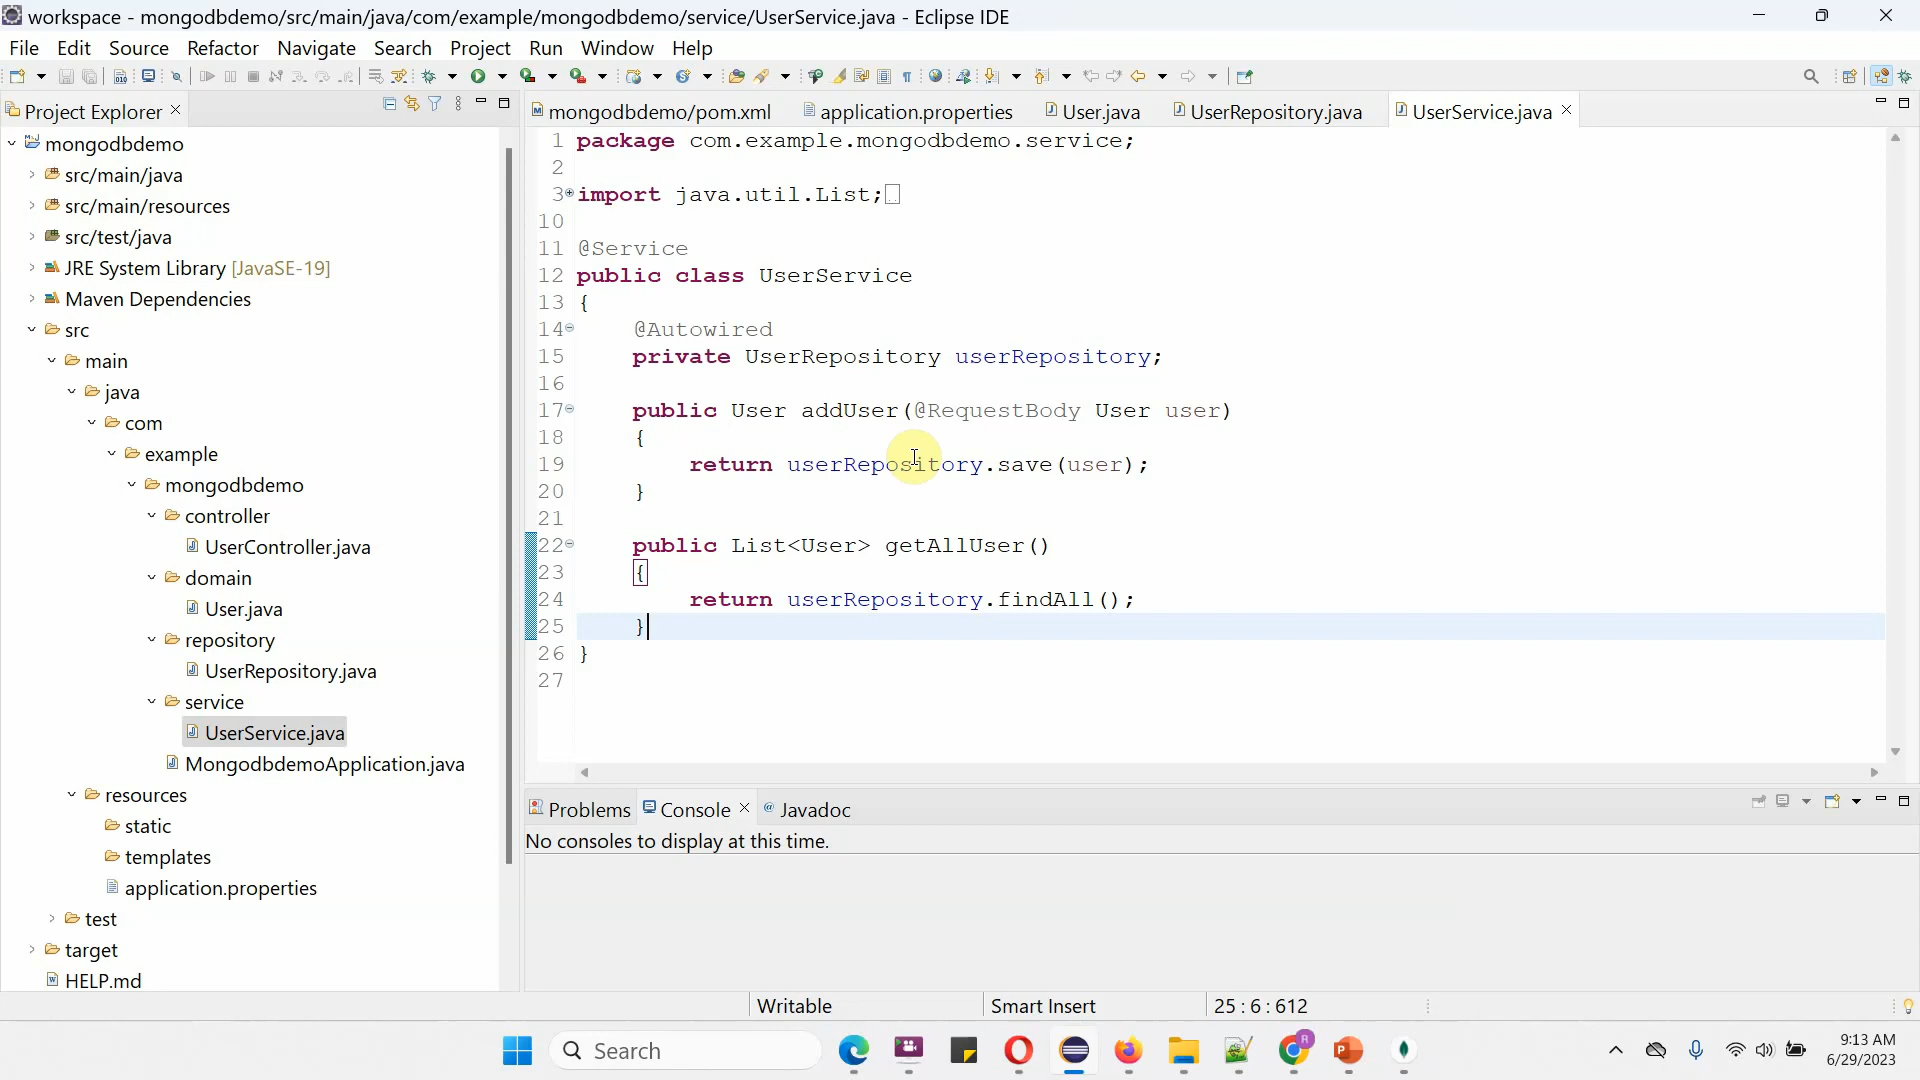 workspace - mongodbdemo/src/main/java/com/example/mongodbdemo/service/UserService.java - Eclipse IDE
File Edit Source Refactor Navigate Search Project Run Window Help
Project Explorer
mongodbdemo
src/main/java
src/main/resources
src/test/java
JRE System Library [JavaSE-19]
Maven Dependencies
src
main
java
com
example
mongodbdemo
controller
UserController.java
domain
User.java
repository
UserRepository.java
service
UserService.java
MongodbdemoApplication.java
resources
static
templates
application.properties
test
target
HELP.md
mongodbdemo/pom.xml application.properties User.java UserRepository.java UserService.java
1 package com.example.mongodbdemo.service;
2
3 import java.util.List;
10
11 @Service
12 public class UserService
13 {
14 @Autowired
15 private UserRepository userRepository;
16
17 public User addUser(@RequestBody User user)
18 {
19 return userRepository.save(user);
20 }
21
22 public List<User> getAllUser()
23 {
24 return userRepository.findAll();
25 }
26 }
27
Problems Console @ Javadoc
No consoles to display at this time.
Writable Smart Insert 25 : 6 : 612
Search
9:13 AM
6/29/2023